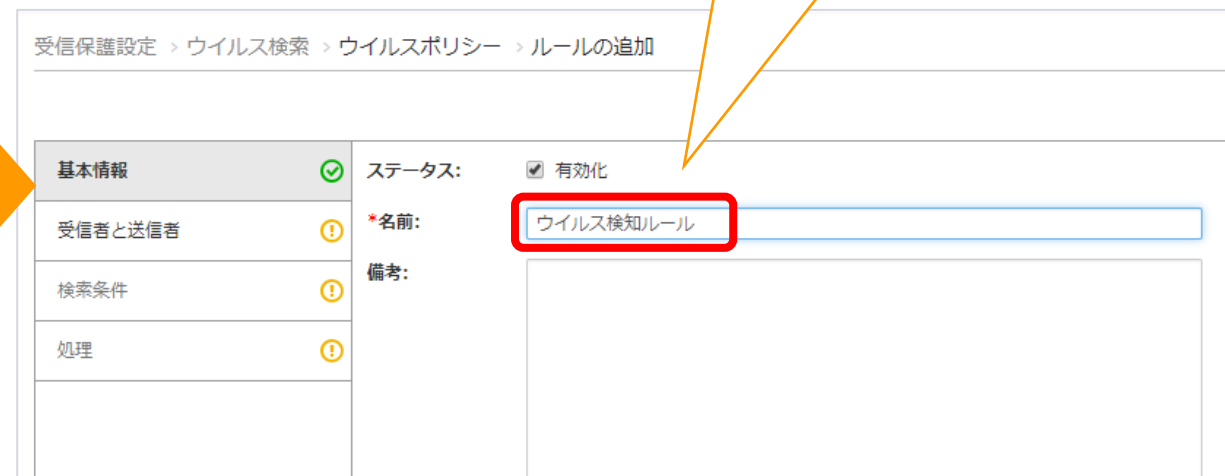 受信保護設定 > ウイルス検索 > ウイルスポリシー > ルールの追加
基本情報
受信者と送信者
検索条件
処理
ステータス: 有効化
*名前: ウイルス検知ルール
備考: